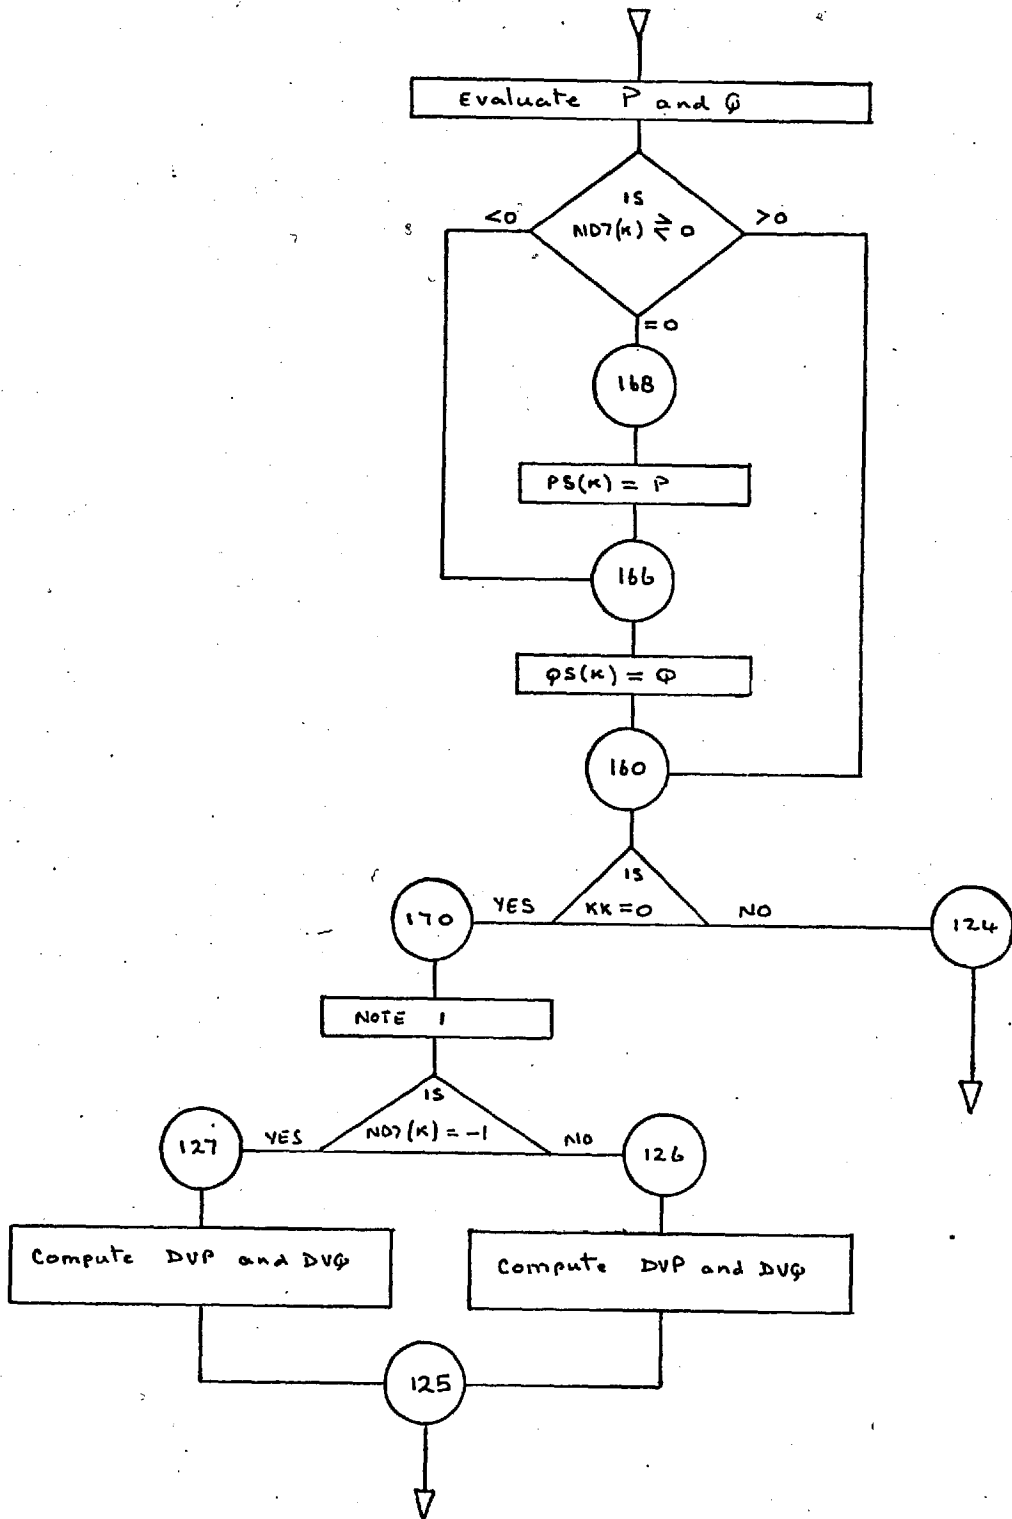 Evaluate P and Q
IS
ND7(K) ≷ 0
<0
>0
=0
168
PS(K) = P
166
QS(K) = Q
160
IS
KK=0
YES
NO
170
124
NOTE 1
IS
ND7(K) = -1
YES
NO
127
126
Compute DVP and DVQ
Compute DVP and DVQ
125